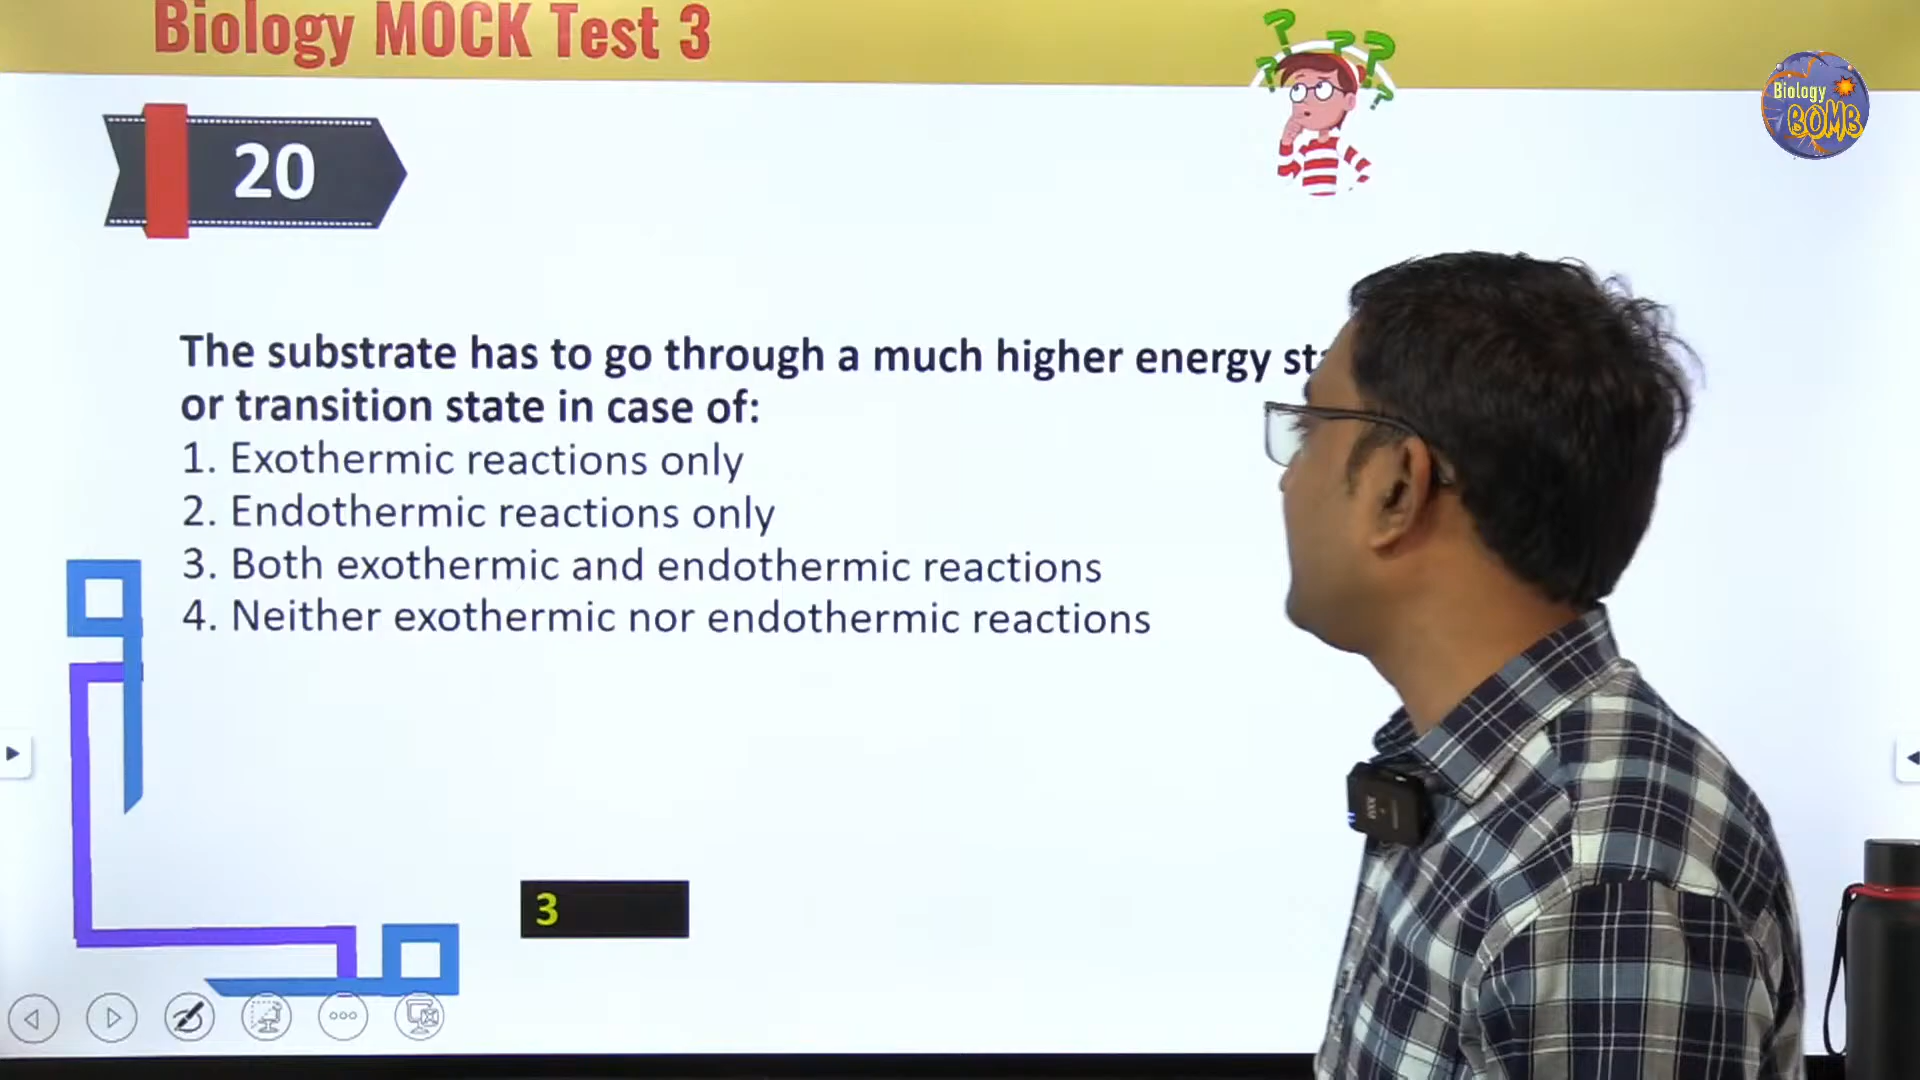 Biology MOCK Test 3
Biology
BOMB
20
The substrate has to go through a much higher energy
or transition state in case of:
1. Exothermic reactions only
2. Endothermic reactions only
3. Both exothermic and endothermic reactions
4. Neither exothermic nor endothermic reactions
3